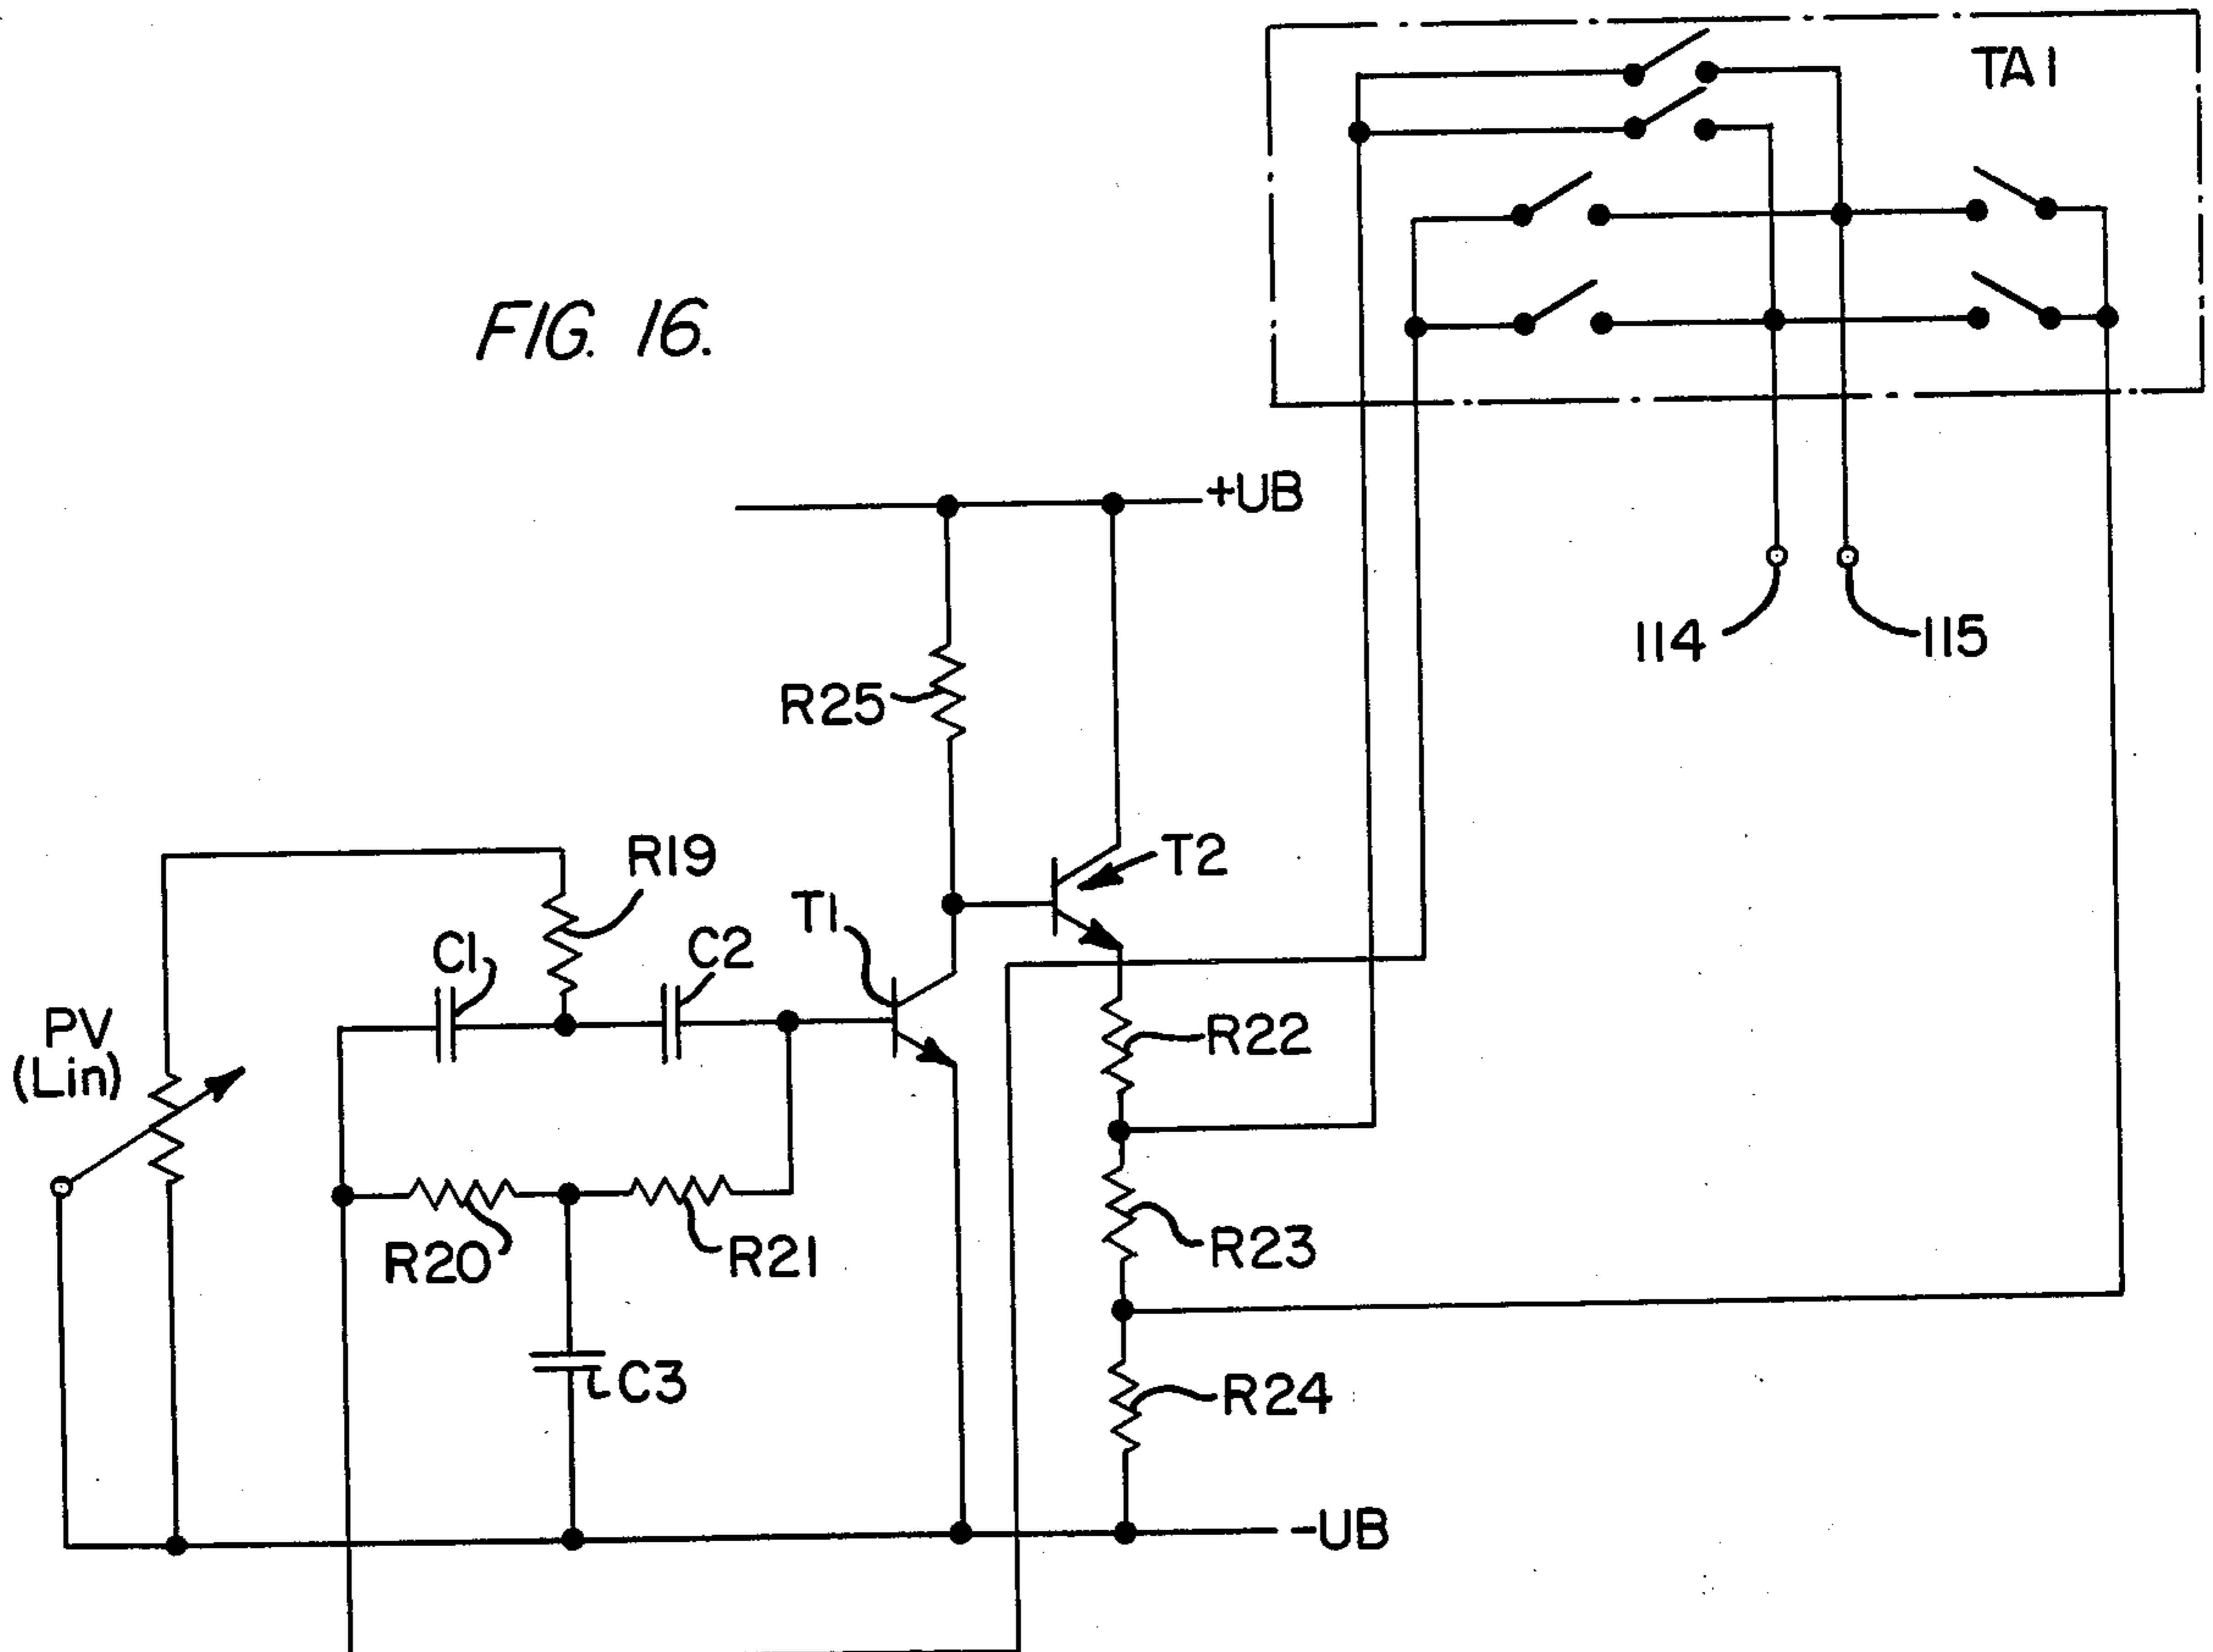 TA1
FIG. 16.
+UB
114
115
R25
R19
T2
T1
C1
C2
PV
(Lin)
R22
R20
R21
R23
C3
R24
-UB